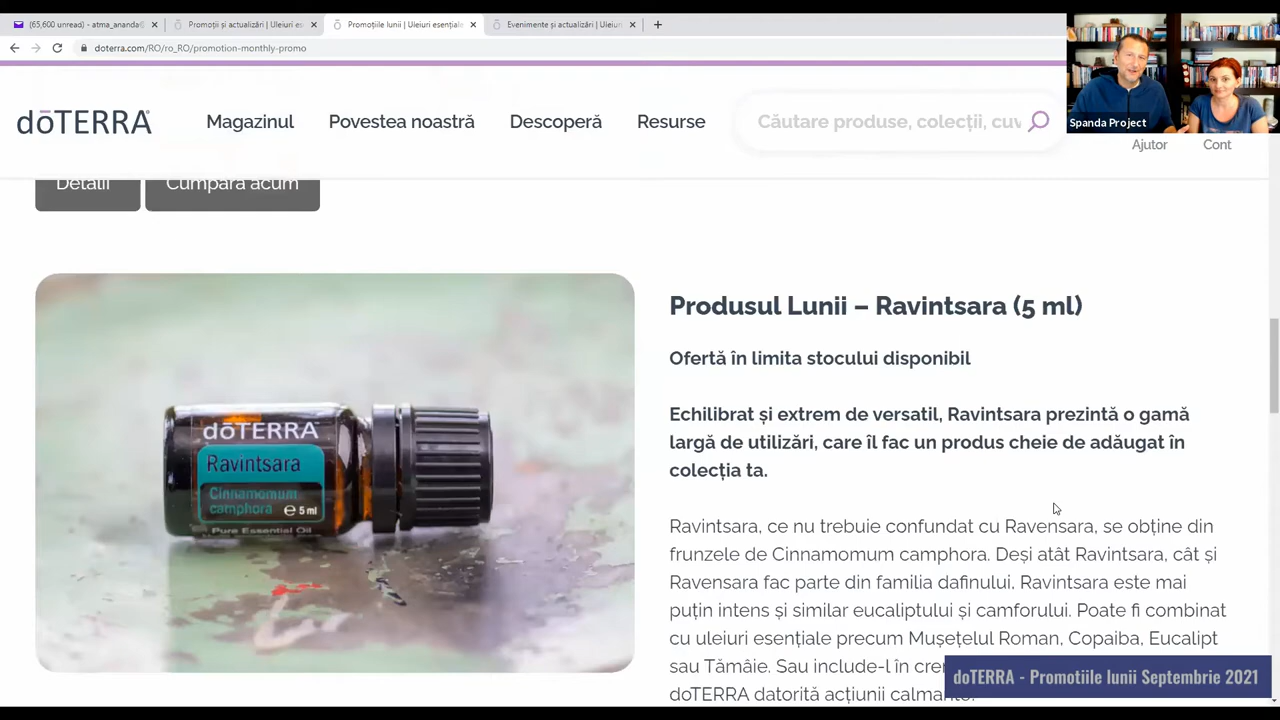 (65,600 unread) - atma_ananda@
Promoții și actualizări | Uleiuri es
Promoțiile lunii | Uleiuri esențiale
Evenimente și actualizări | Uleiuri
doterra.com/RO/ro_RO/promotion-monthly-promo
Spanda Project
dōTERRA
Magazinul
Povestea noastră
Descoperă
Resurse
Căutare produse, colecții, cuv
Ajutor
Cont
Detalii
Cumpără acum
dōTERRA
Ravintsara
Cinnamomum
camphora
e 5 ml
Pure Essential Oil
Produsul Lunii – Ravintsara (5 ml)
Ofertă în limita stocului disponibil
Echilibrat și extrem de versatil, Ravintsara prezintă o gamă
largă de utilizări, care îl fac un produs cheie de adăugat în
colecția ta.
Ravintsara, ce nu trebuie confundat cu Ravensara, se obține din
frunzele de Cinnamomum camphora. Deși atât Ravintsara, cât și
Ravensara fac parte din familia dafinului, Ravintsara este mai
puțin intens și similar eucaliptului și camforului. Poate fi combinat
cu uleiuri esențiale precum Mușețelul Roman, Copaiba, Eucalipt
sau Tămâie. Sau include-l în cre
doTERRA datorită acțiunii calmante.
doTERRA - Promotiile lunii Septembrie 2021